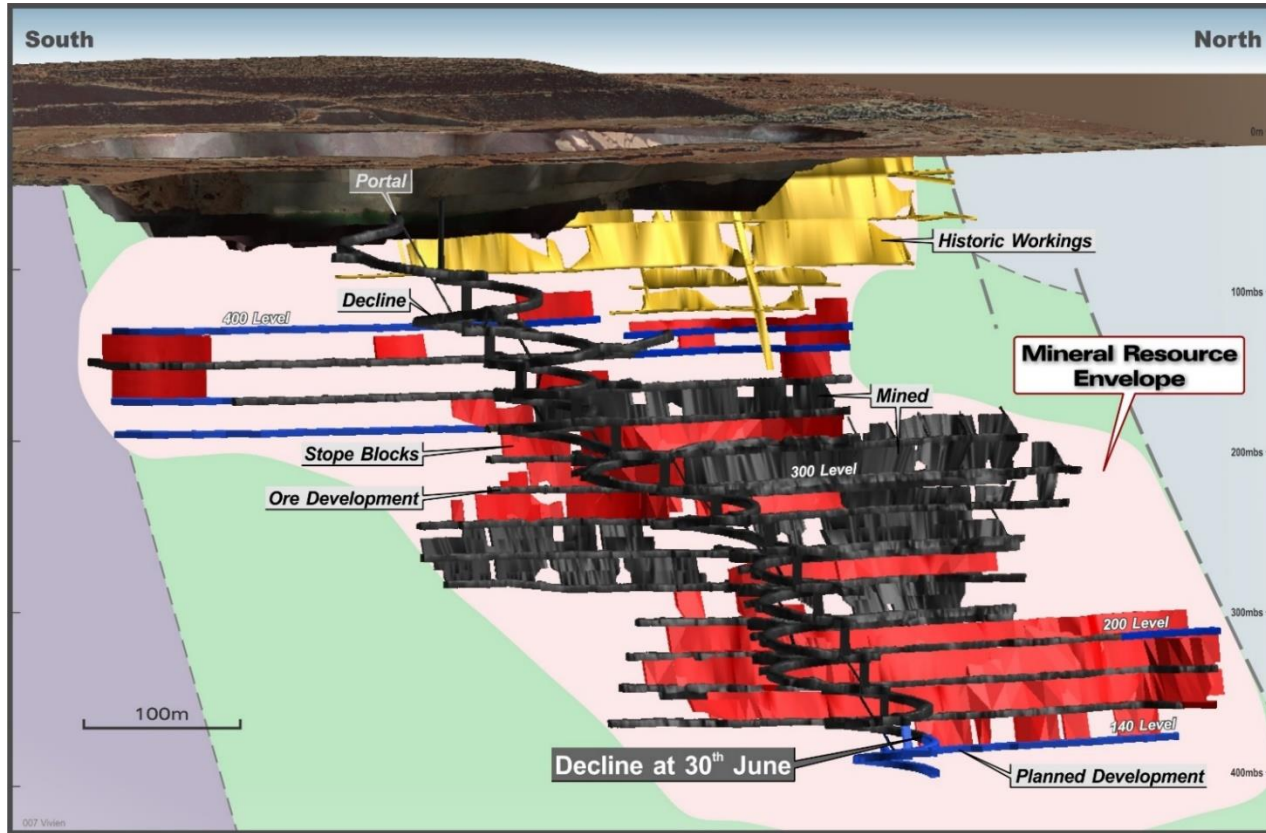 South
North
0m
Portal
Historic Workings
100mbs
Decline
400 Level
Mineral Resource
Envelope
Mined
Stope Blocks
200mbs
300 Level
Ore Development
300mbs
200 Level
100m
140 Level
Decline at 30th June
Planned Development
400mbs
007 Vivien